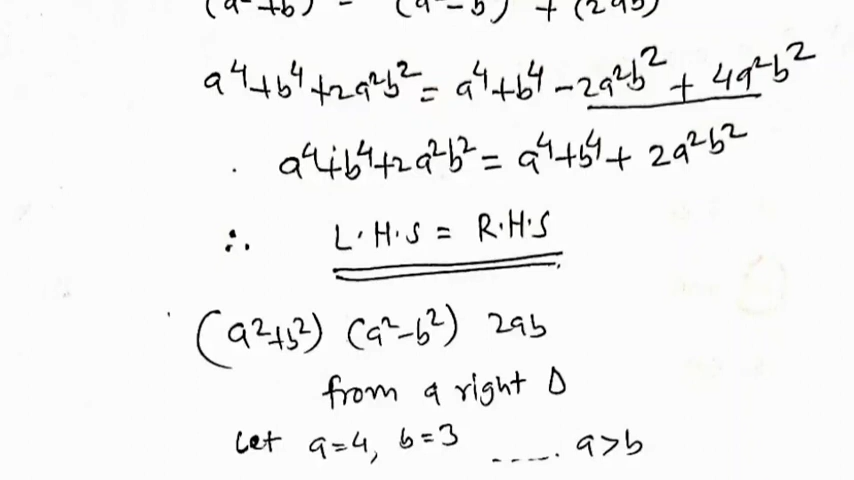 a⁴+b⁴+2a²b² = a⁴+b⁴ - 2a²b² + 4a²b²
a⁴+b⁴+2a²b² = a⁴+b⁴ + 2a²b²
∴ L.H.S = R.H.S
(a²+b²) (a²-b²) 2ab
from a right Δ
Let a=4, b=3 ..... a>b